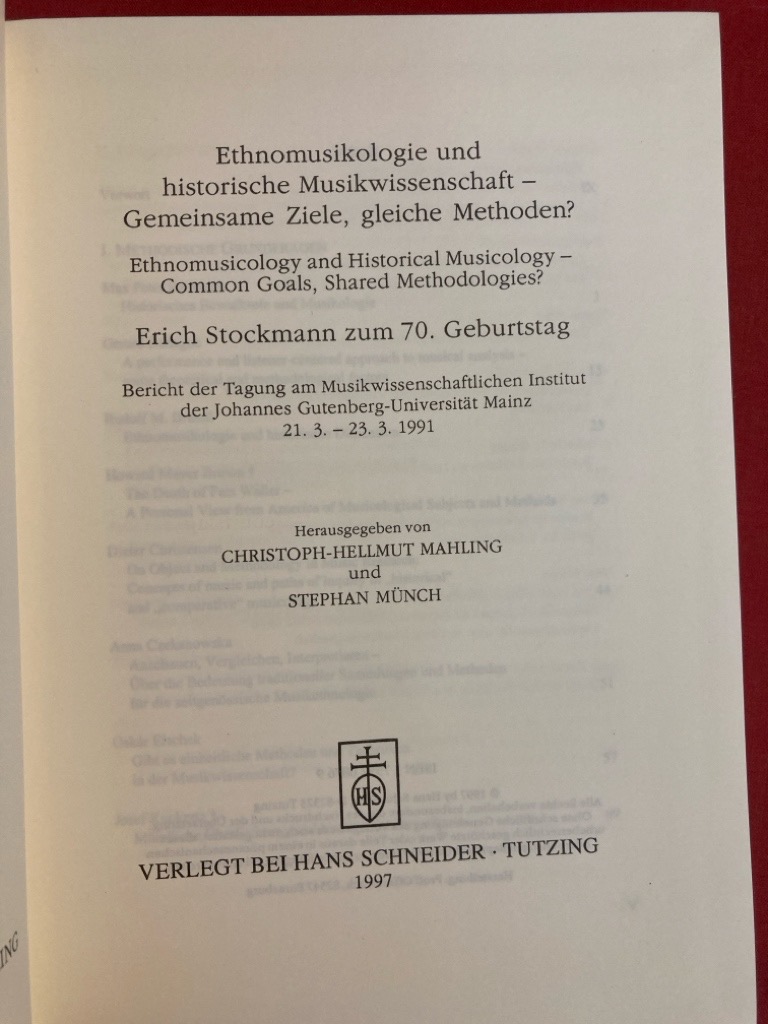 Ethnomusikologie und
historische Musikwissenschaft –
Gemeinsame Ziele, gleiche Methoden?
Ethnomusicology and Historical Musicology –
Common Goals, Shared Methodologies?
Erich Stockmann zum 70. Geburtstag
Bericht der Tagung am Musikwissenschaftlichen Institut
der Johannes Gutenberg-Universität Mainz
21. 3. – 23. 3. 1991
Herausgegeben von
CHRISTOPH-HELLMUT MAHLING
und
STEPHAN MÜNCH
HS
VERLEGT BEI HANS SCHNEIDER · TUTZING
1997
ING